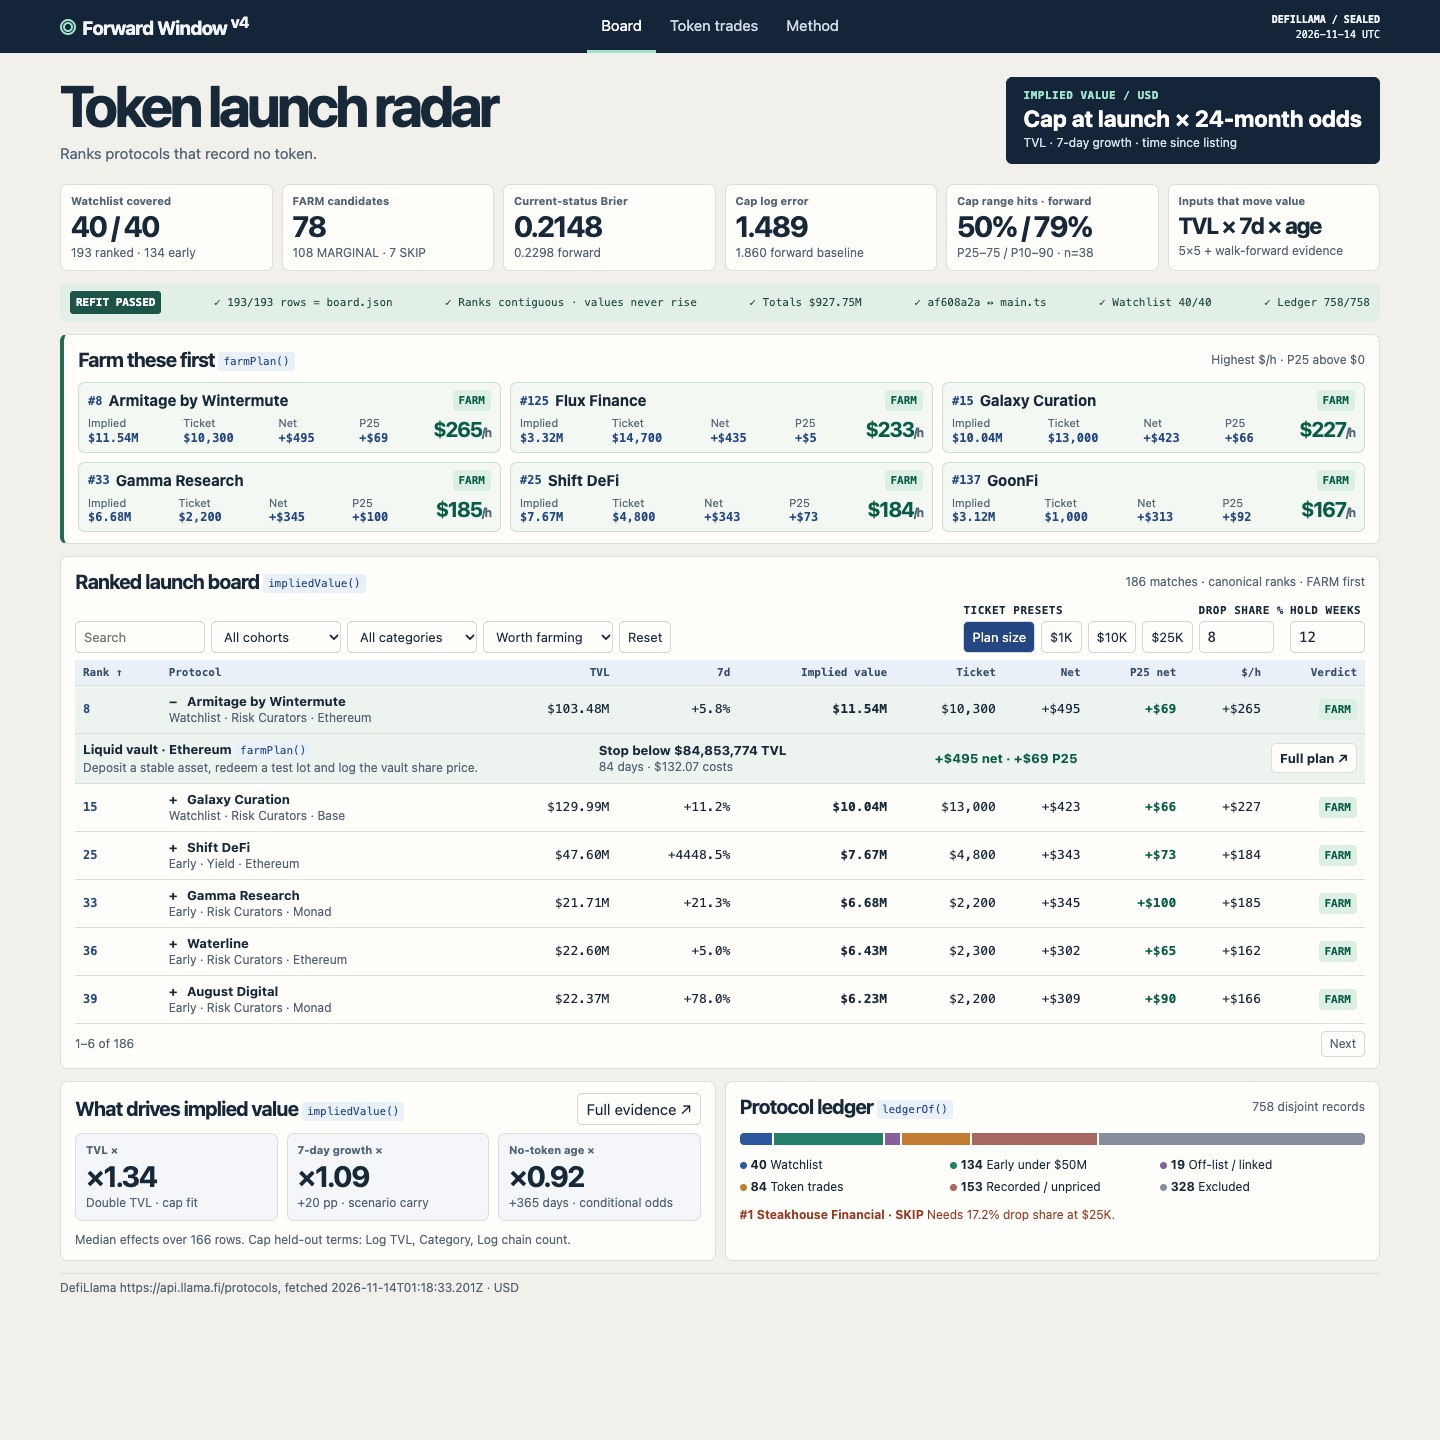 Forward Window v4
Board
Token trades
Method
DEFILLAMA / SEALED
2026-11-14 UTC
Token launch radar
Ranks protocols that record no token.
IMPLIED VALUE / USD
Cap at launch × 24-month odds
TVL · 7-day growth · time since listing
Watchlist covered
40 / 40
193 ranked · 134 early
FARM candidates
78
108 MARGINAL · 7 SKIP
Current-status Brier
0.2148
0.2298 forward
Cap log error
1.489
1.860 forward baseline
Cap range hits · forward
50% / 79%
P25-75 / P10-90 · n=38
Inputs that move value
TVL × 7d × age
5×5 + walk-forward evidence
REFIT PASSED
✓ 193/193 rows = board.json
✓ Ranks contiguous · values never rise
✓ Totals $927.75M
✓ af608a2a ↔ main.ts
✓ Watchlist 40/40
✓ Ledger 758/758
Farm these first farmPlan()
Highest $/h · P25 above $0
#8 Armitage by Wintermute FARM
Implied Ticket Net P25
$11.54M $10,300 +$495 +$69 $265/h
#125 Flux Finance FARM
Implied Ticket Net P25
$3.32M $14,700 +$435 +$5 $233/h
#15 Galaxy Curation FARM
Implied Ticket Net P25
$10.04M $13,000 +$423 +$66 $227/h
#33 Gamma Research FARM
Implied Ticket Net P25
$6.68M $2,200 +$345 +$100 $185/h
#25 Shift DeFi FARM
Implied Ticket Net P25
$7.67M $4,800 +$343 +$73 $184/h
#137 GoonFi FARM
Implied Ticket Net P25
$3.12M $1,000 +$313 +$92 $167/h
Ranked launch board impliedValue()
186 matches · canonical ranks · FARM first
TICKET PRESETS DROP SHARE % HOLD WEEKS
Search All cohorts All categories Worth farming Reset Plan size $1K $10K $25K 8 12
Rank ↑ Protocol TVL 7d Implied value Ticket Net P25 net $/h Verdict
8 − Armitage by Wintermute $103.48M +5.8% $11.54M $10,300 +$495 +$69 +$265 FARM
Watchlist · Risk Curators · Ethereum
Liquid vault · Ethereum farmPlan() Stop below $84,853,774 TVL +$495 net · +$69 P25 Full plan ↗
Deposit a stable asset, redeem a test lot and log the vault share price. 84 days · $132.07 costs
15 + Galaxy Curation $129.99M +11.2% $10.04M $13,000 +$423 +$66 +$227 FARM
Watchlist · Risk Curators · Base
25 + Shift DeFi $47.60M +4448.5% $7.67M $4,800 +$343 +$73 +$184 FARM
Early · Yield · Ethereum
33 + Gamma Research $21.71M +21.3% $6.68M $2,200 +$345 +$100 +$185 FARM
Early · Risk Curators · Monad
36 + Waterline $22.60M +5.0% $6.43M $2,300 +$302 +$65 +$162 FARM
Early · Risk Curators · Ethereum
39 + August Digital $22.37M +78.0% $6.23M $2,200 +$309 +$90 +$166 FARM
Early · Risk Curators · Monad
1–6 of 186
Next
What drives implied value impliedValue()
Full evidence ↗
TVL ×
×1.34
Double TVL · cap fit
7-day growth ×
×1.09
+20 pp · scenario carry
No-token age ×
×0.92
+365 days · conditional odds
Median effects over 166 rows. Cap held-out terms: Log TVL, Category, Log chain count.
Protocol ledger ledgerOf()
758 disjoint records
40 Watchlist
134 Early under $50M
19 Off-list / linked
84 Token trades
153 Recorded / unpriced
328 Excluded
#1 Steakhouse Financial · SKIP Needs 17.2% drop share at $25K.
DefiLlama https://api.llama.fi/protocols, fetched 2026-11-14T01:18:33.201Z · USD